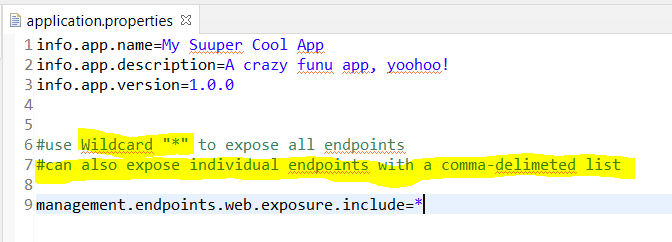 application.properties
1 info.app.name=My Suuper Cool App
2 info.app.description=A crazy funu app, yoohoo!
3 info.app.version=1.0.0
4
5
6 #use Wildcard "*" to expose all endpoints
7 #can also expose individual endpoints with a comma-delimeted list
8
9 management.endpoints.web.exposure.include=*